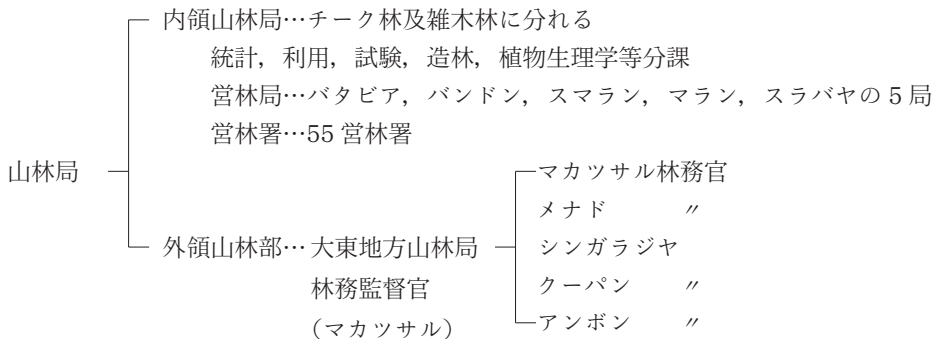 内領山林局…チーク林及雑木林に分れる
統計，利用，試験，造林，植物生理学等分課
営林局…バタビア，バンドン，スマラン，マラン，スラバヤの5局
営林署…55営林署
山林局
外領山林部…大東地方山林局
林務監督官
（マカツサル）
マカツサル林務官
メナド　〃
シンガラジヤ
クーパン　〃
アンボン　〃